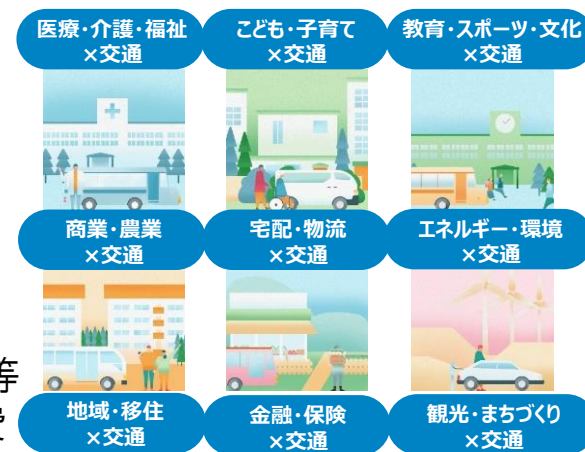 医療・介護・福祉
×交通
こども・子育て
×交通
教育・スポーツ・文化
×交通
商業・農業
×交通
宅配・物流
×交通
エネルギー・環境
×交通
等
地域・移住
×交通
金融・保険
×交通
観光・まちづくり
×交通